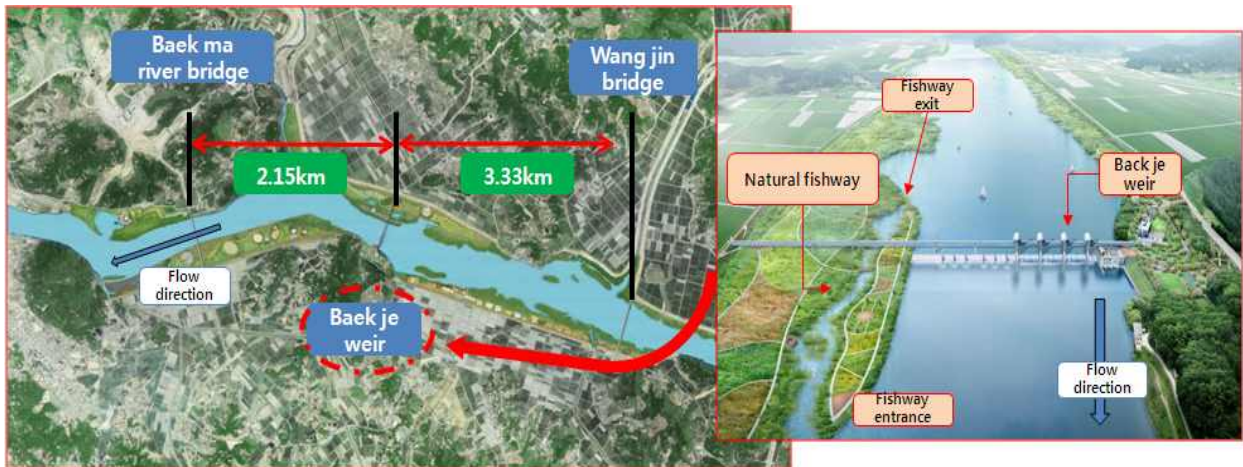 Baek ma
river bridge
Wang jin
bridge
2.15km
3.33km
Flow
direction
Baek je
weir
Fishway
exit
Natural fishway
Back je
weir
Flow
direction
Fishway
entrance